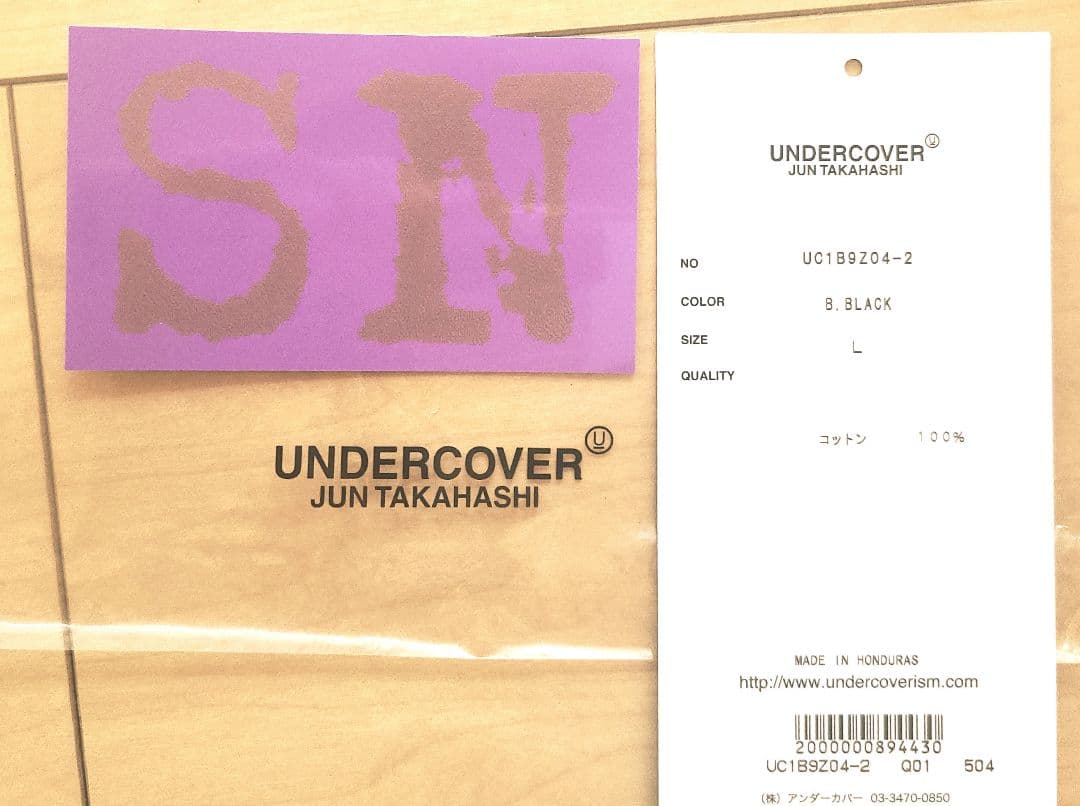 SN
UNDERCOVER Ⓤ
JUN TAKAHASHI
UNDERCOVER Ⓤ
JUN TAKAHASHI
NO UC1B9Z04-2
COLOR B.BLACK
SIZE L
QUALITY
コットン 100%
MADE IN HONDURAS
http://www.undercoverism.com
2000000894430
UC1B9Z04-2 Q01 504
(株) アンダーカバー 03-3470-0850